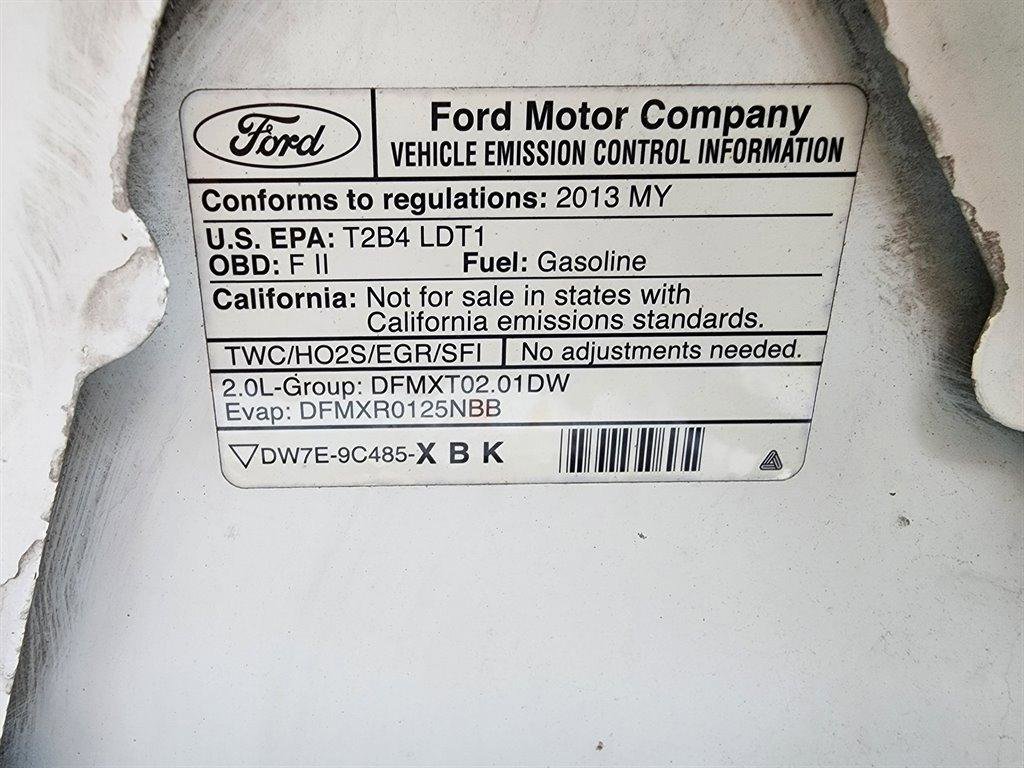 Ford
Ford Motor Company
VEHICLE EMISSION CONTROL INFORMATION
Conforms to regulations: 2013 MY
U.S. EPA: T2B4 LDT1
OBD: F II Fuel: Gasoline
California: Not for sale in states with
California emissions standards.
TWC/HO2S/EGR/SFI No adjustments needed.
2.0L-Group: DFMXT02.01DW
Evap: DFMXR0125NBB
DW7E-9C485-X B K